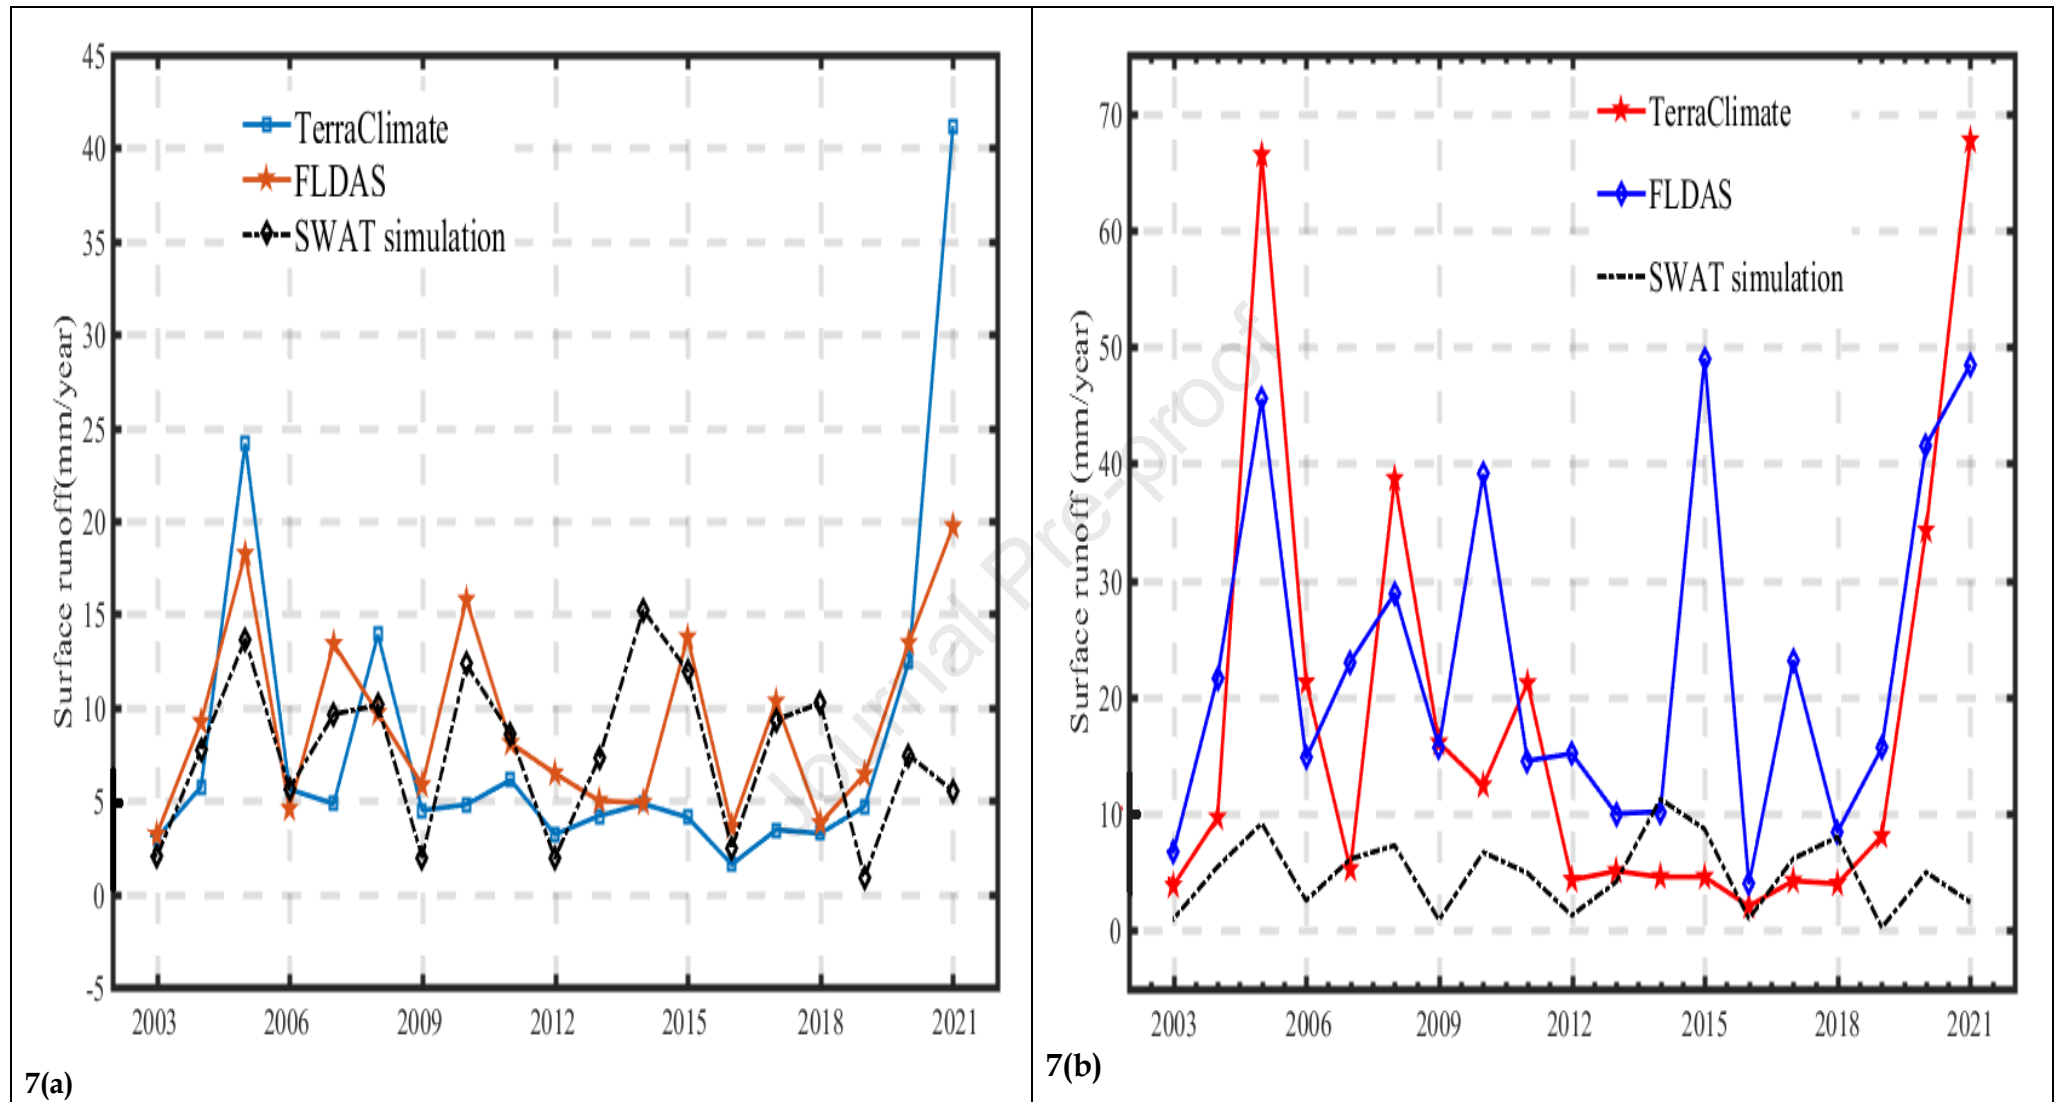 45
40
35
30
25
20
15
10
5
0
-5
Surface runoff(mm/year)
TerraClimate
FLDAS
SWAT simulation
2003 2006 2009 2012 2015 2018 2021
7(a)
70
60
50
40
30
20
10
0
Surface runoff (mm/year)
TerraClimate
FLDAS
SWAT simulation
2003 2006 2009 2012 2015 2018 2021
7(b)
Journal Pre-proof